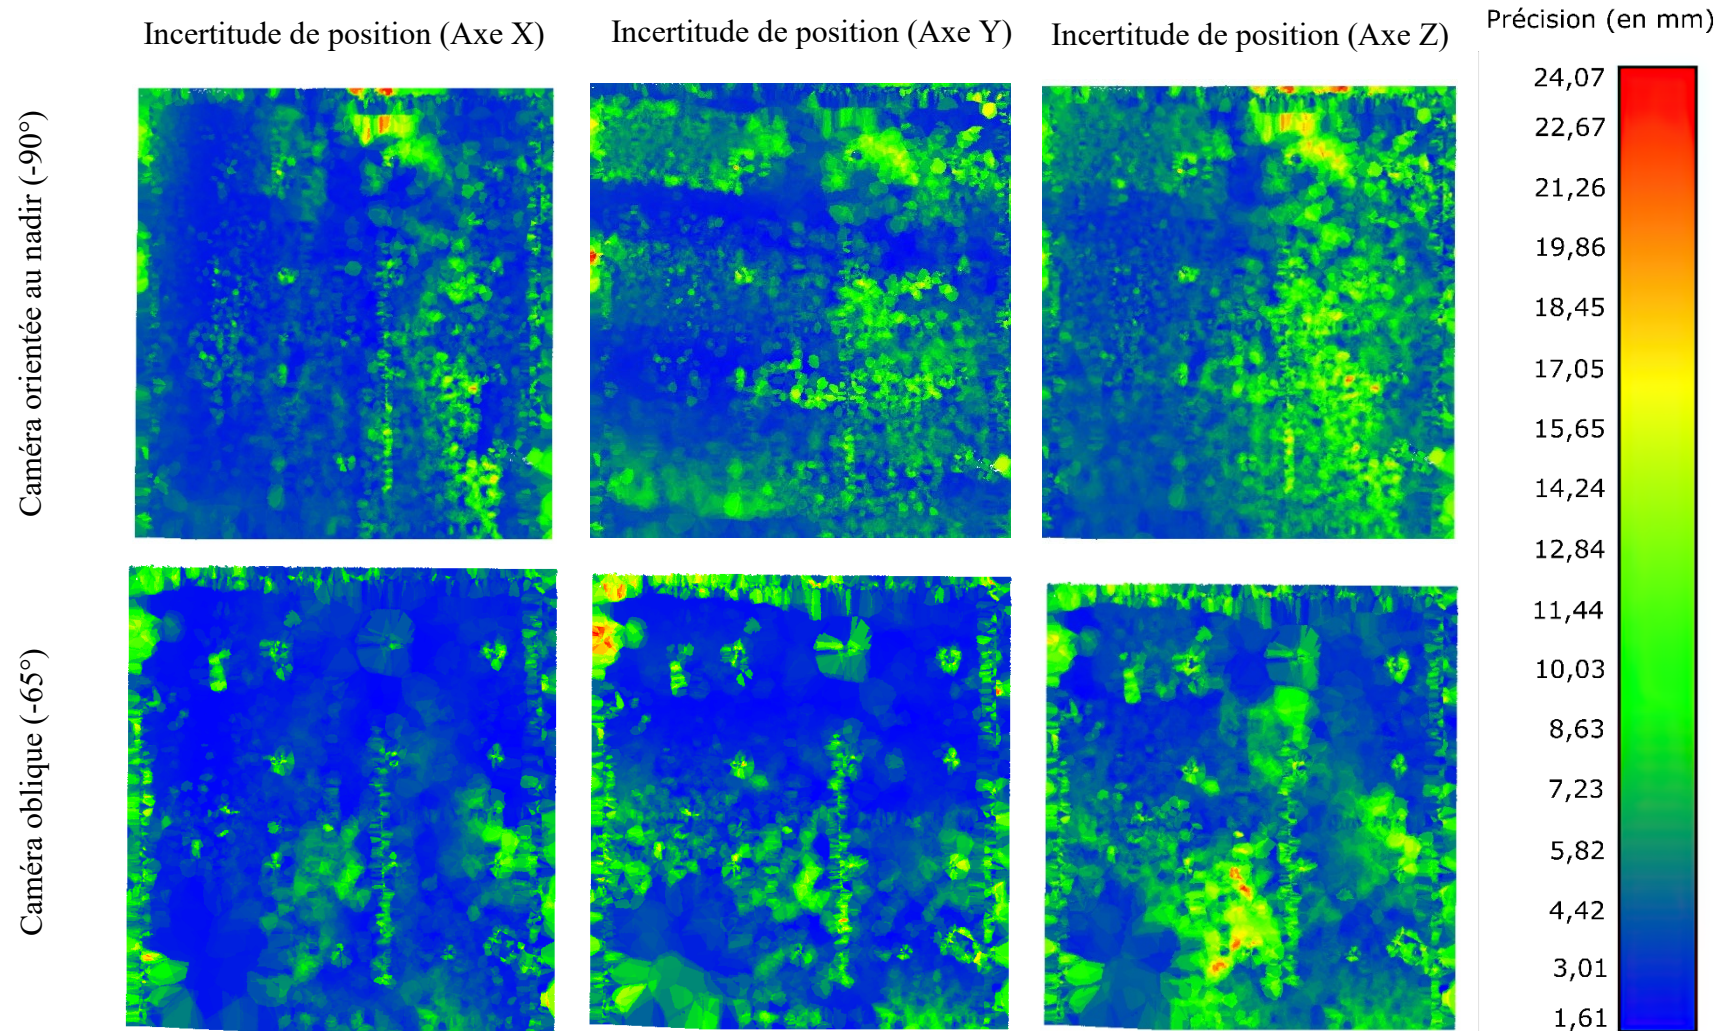 Incertitude de position (Axe X)
Incertitude de position (Axe Y)
Incertitude de position (Axe Z)
Précision (en mm)
Caméra orientée au nadir (-90°)
Caméra oblique (-65°)
24,07
22,67
21,26
19,86
18,45
17,05
15,65
14,24
12,84
11,44
10,03
8,63
7,23
5,82
4,42
3,01
1,61